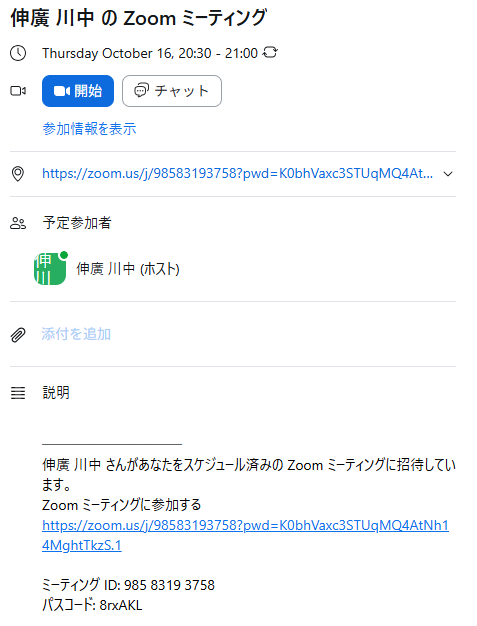 伸廣 川中 の Zoom ミーティング
Thursday October 16, 20:30 - 21:00
開始 チャット
参加情報を表示
https://zoom.us/j/98583193758?pwd=K0bhVaxc3STUqMQ4At...
予定参加者
伸川
伸廣 川中 (ホスト)
添付を追加
説明
伸廣 川中 さんがあなたをスケジュール済みの Zoom ミーティングに招待してい
ます。
Zoom ミーティングに参加する
https://zoom.us/j/98583193758?pwd=K0bhVaxc3STUqMQ4AtNh1
4MghtTkzS.1
ミーティング ID: 985 8319 3758
パスコード: 8rxAKL